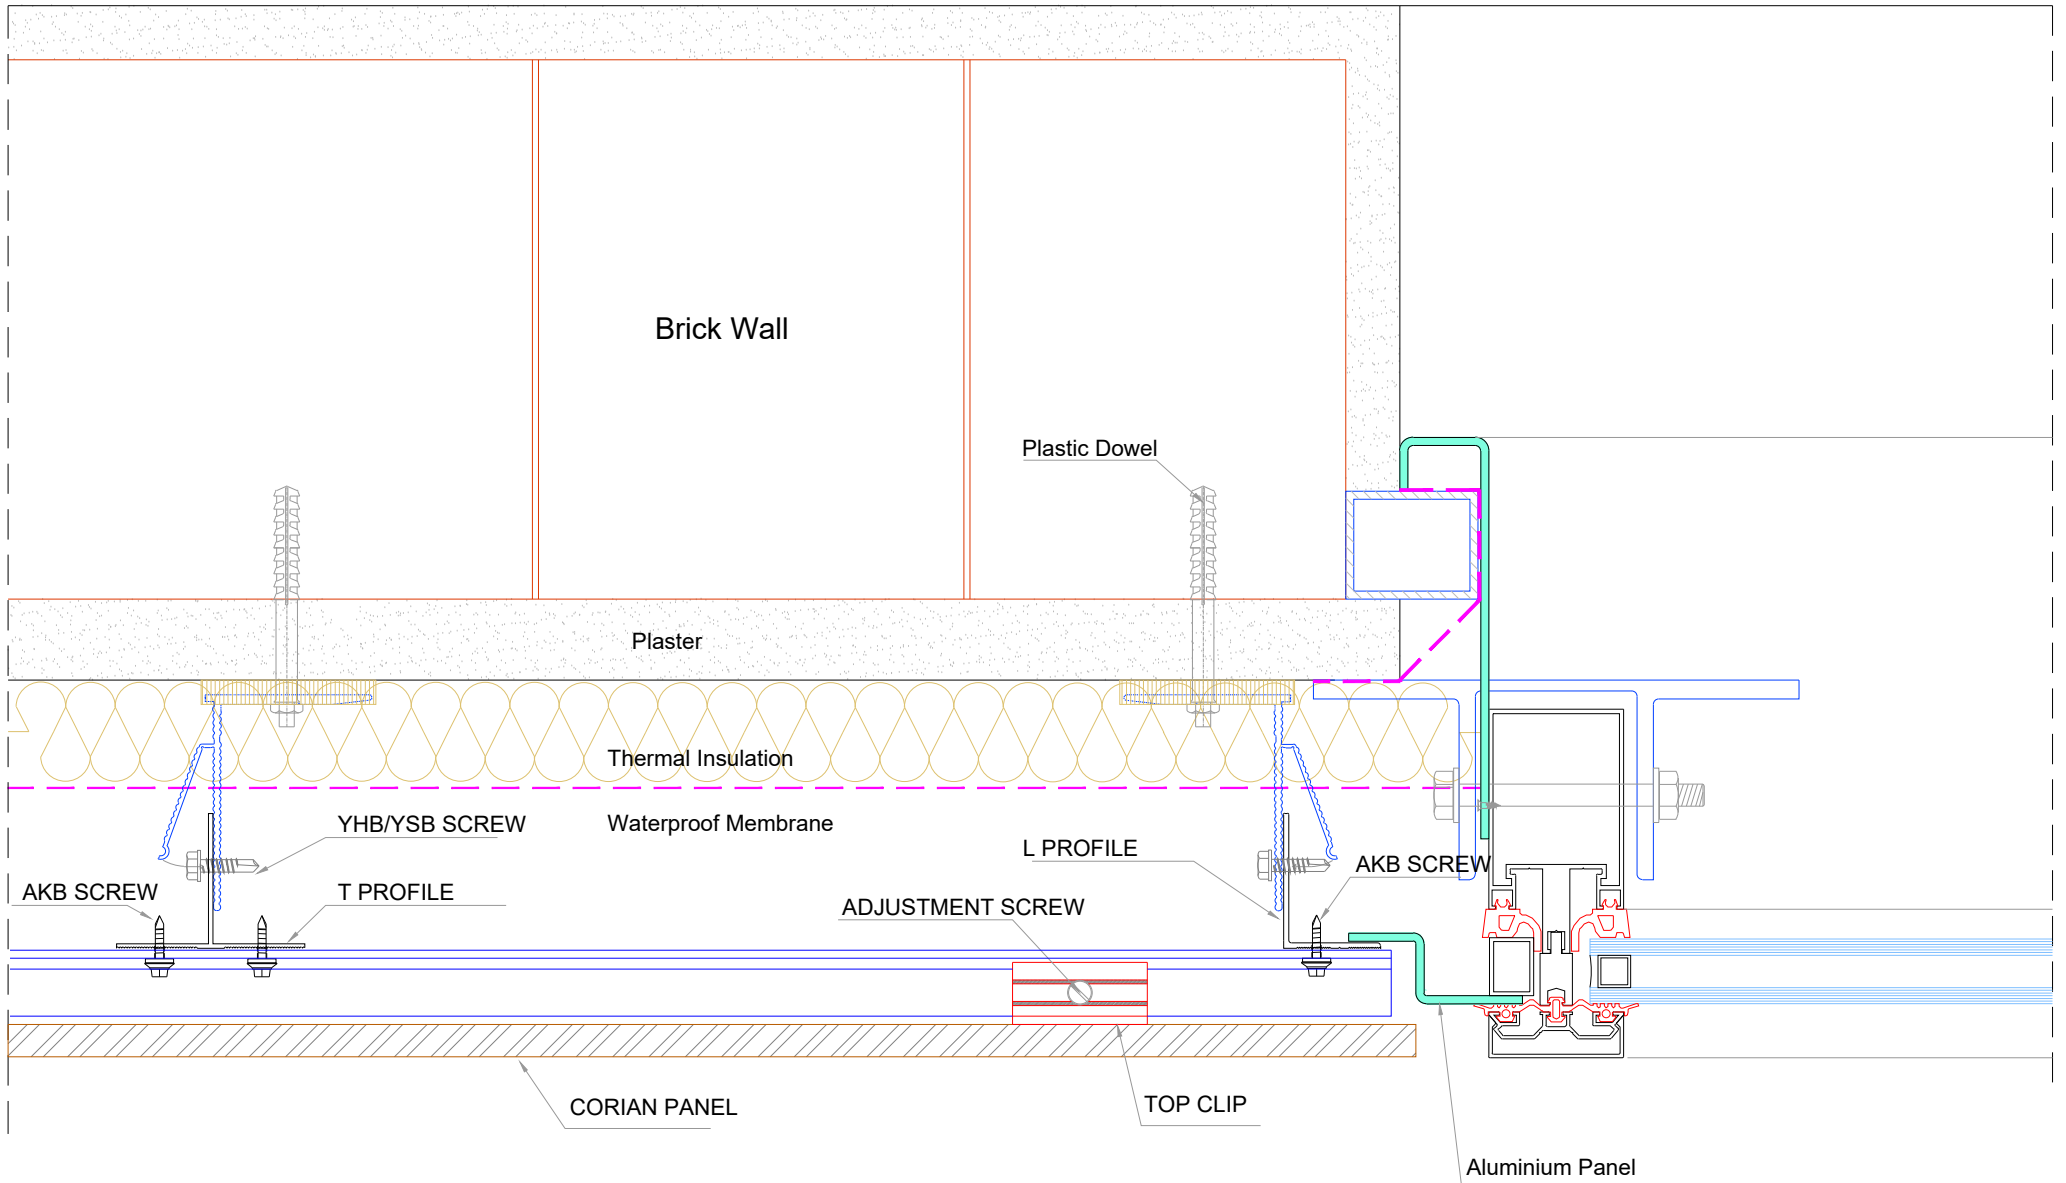 Brick Wall
Plastic Dowel
Plaster
Thermal Insulation
Waterproof Membrane
YHB/YSB SCREW
L PROFILE
AKB SCREW
AKB SCREW
T PROFILE
ADJUSTMENT SCREW
CORIAN PANEL
TOP CLIP
Aluminium Panel